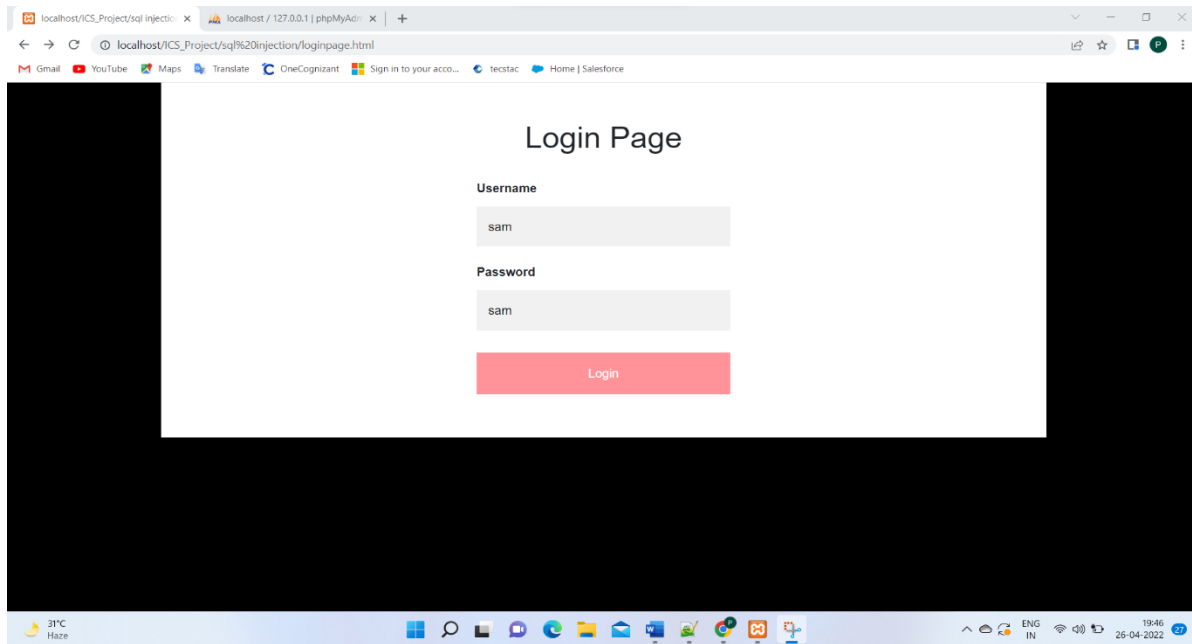 localhost/ICS_Project/sql injectio
localhost / 127.0.0.1 | phpMyAdn
localhost/ICS_Project/sql%20injection/loginpage.html
P
Gmail YouTube Maps Translate OneCognizant Sign in to your acco... tecstac Home | Salesforce
Login Page
Username
sam
Password
sam
Login
31°C
Haze
ENG
IN
19:46
26-04-2022
27